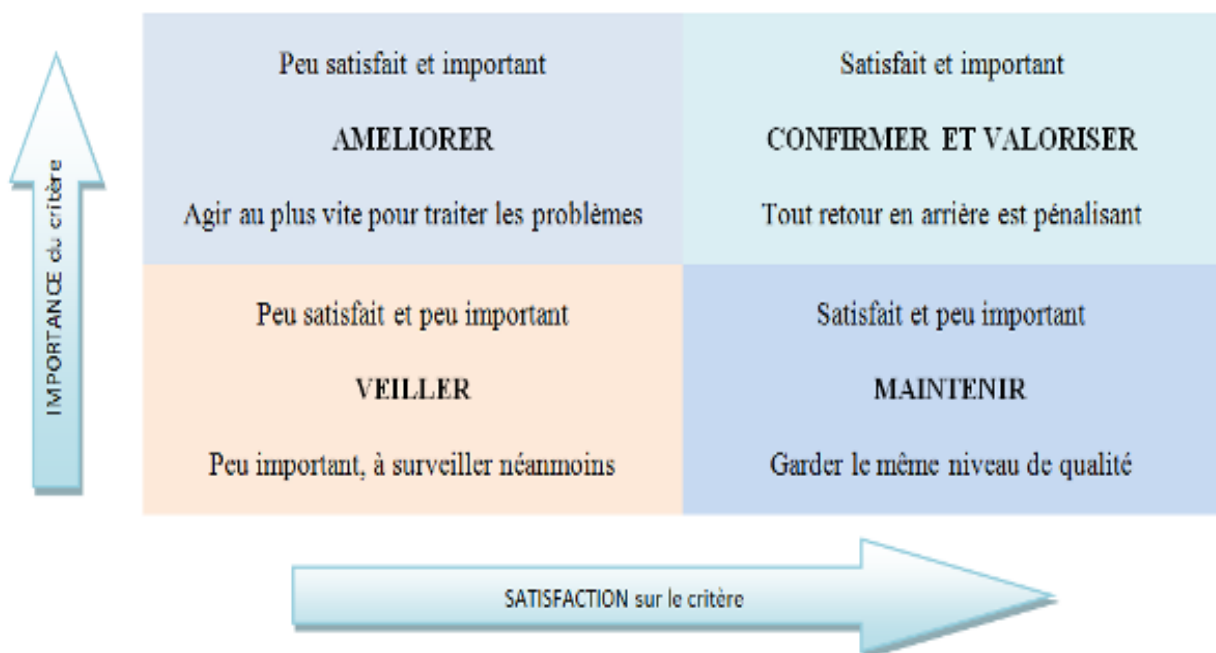 Peu satisfait et important
AMELIORER
Agir au plus vite pour traiter les problèmes
Satisfait et important
CONFIRMER ET VALORISER
Tout retour en arrière est pénalisant
Peu satisfait et peu important
VEILLER
Peu important, à surveiller néanmoins
Satisfait et peu important
MAINTENIR
Garder le même niveau de qualité
IMPORTANCE du critère
SATISFACTION sur le critère